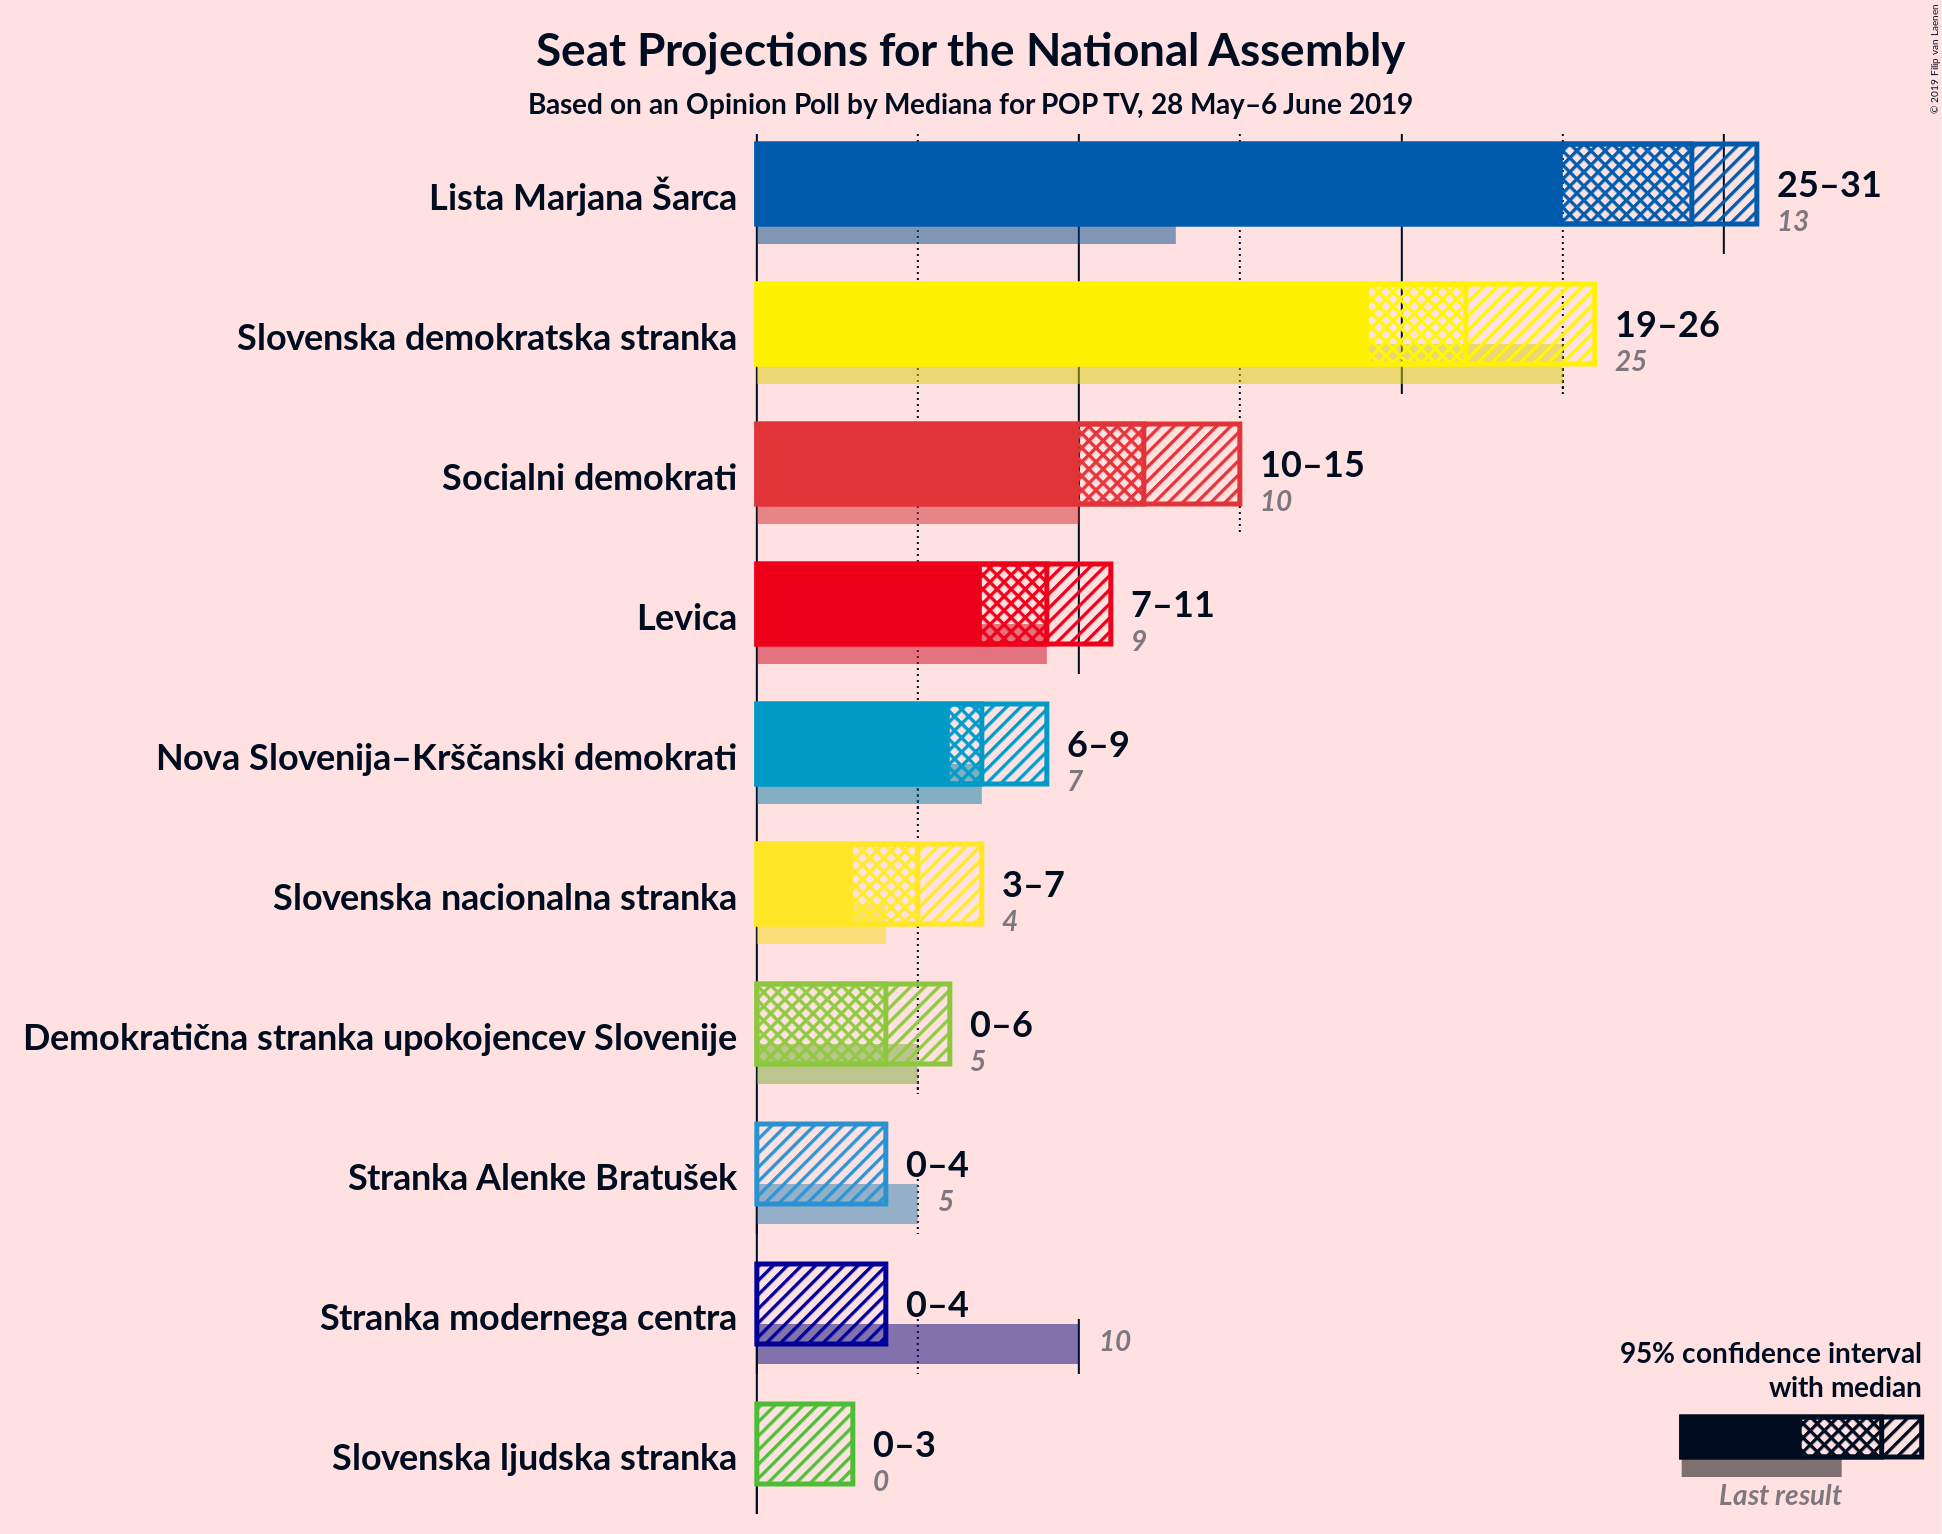 Seat Projections for the National Assembly
Based on an Opinion Poll by Mediana for POP TV, 28 May–6 June 2019
© 2019 Filip van Laenen
Lista Marjana Šarca
25–31
13
Slovenska demokratska stranka
19–26
25
Socialni demokrati
10–15
10
Levica
7–11
9
Nova Slovenija–Krščanski demokrati
6–9
7
Slovenska nacionalna stranka
3–7
4
Demokratična stranka upokojencev Slovenije
0–6
5
Stranka Alenke Bratušek
0–4
5
Stranka modernega centra
0–4
10
Slovenska ljudska stranka
0–3
0
95% confidence interval
with median
Last result